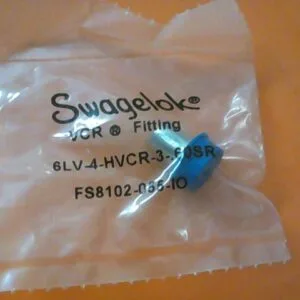 Swagelok®
VCR ® Fitting
6LV-4-HVCR-3-.60SR
FS8102-035-IO